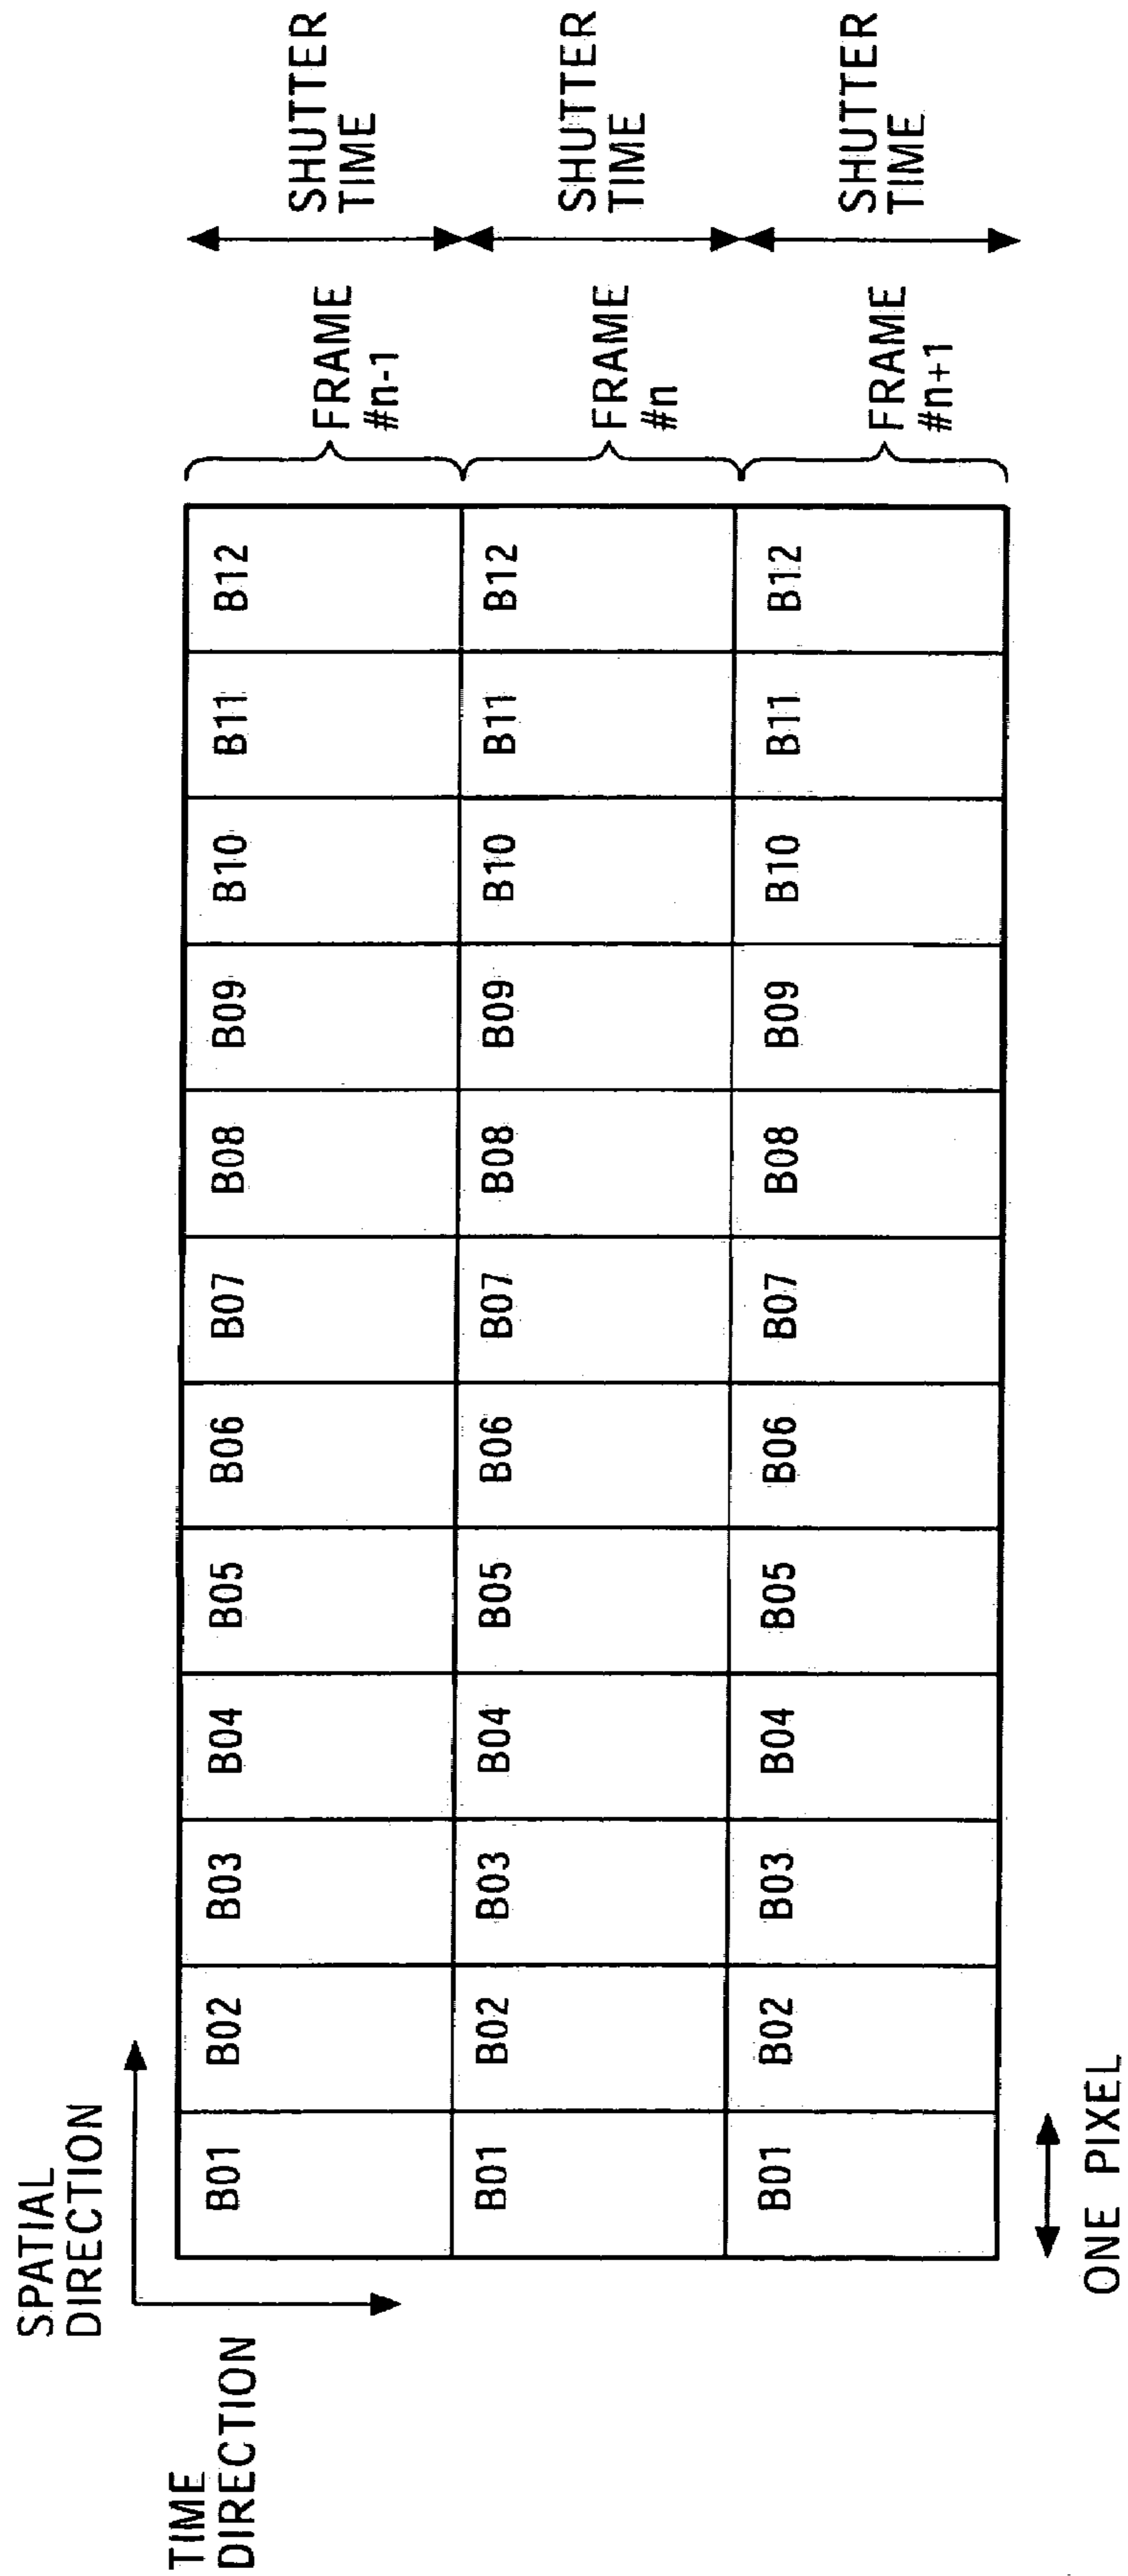 SPATIAL
DIRECTION
TIME
DIRECTION
B01 B02 B03 B04 B05 B06 B07 B08 B09 B10 B11 B12
FRAME
#n-1
SHUTTER
TIME
B01 B02 B03 B04 B05 B06 B07 B08 B09 B10 B11 B12
FRAME
#n
SHUTTER
TIME
B01 B02 B03 B04 B05 B06 B07 B08 B09 B10 B11 B12
FRAME
#n+1
SHUTTER
TIME
ONE PIXEL